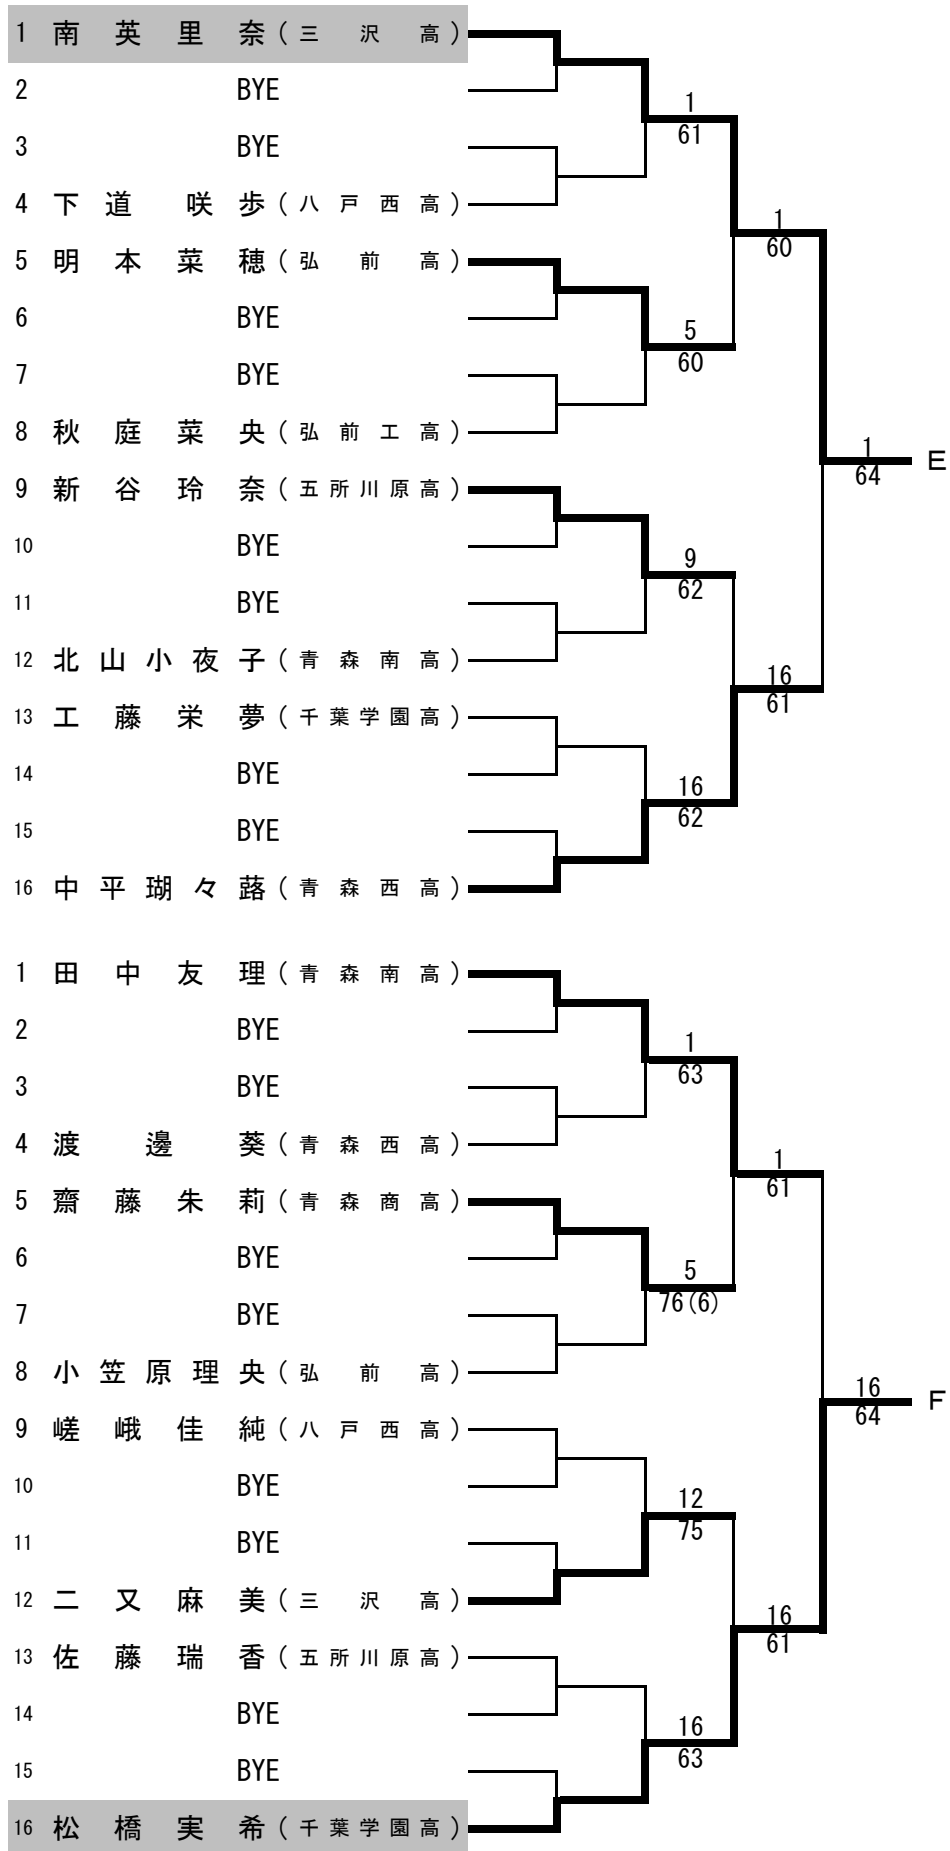 1 南英里奈(三沢高)
2 BYE
1
3 BYE
61
4 下道咲歩(八戸西高)
1
60
5 明本菜穂(弘前高)
6 BYE
5
60
7 BYE
8 秋庭菜央(弘前工高)
1
64
E
9 新谷玲奈(五所川原高)
10 BYE
9
62
11 BYE
12 北山小夜子(青森南高)
16
61
13 工藤栄夢(千葉学園高)
14 BYE
16
62
15 BYE
16 中平瑚々蕗(青森西高)
1 田中友理(青森南高)
2 BYE
1
63
3 BYE
4 渡邊葵(青森西高)
1
61
5 齋藤朱莉(青森商高)
6 BYE
5
76(6)
7 BYE
8 小笠原理央(弘前高)
16
64
F
9 嵯峨佳純(八戸西高)
10 BYE
12
75
11 BYE
12 二又麻美(三沢高)
16
61
13 佐藤瑞香(五所川原高)
14 BYE
16
63
15 BYE
16 松橋実希(千葉学園高)